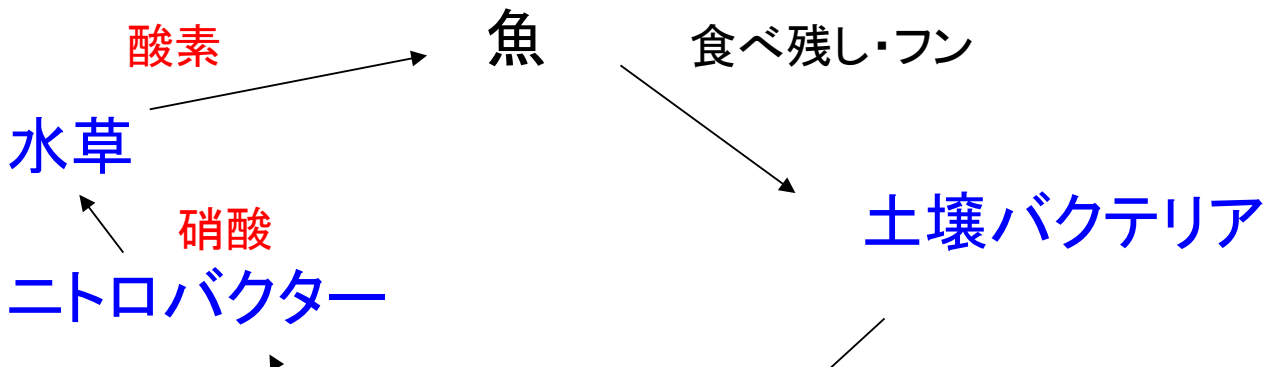 酸素
魚
食べ残し・フン
水草
土壌バクテリア
硝酸
ニトロバクター